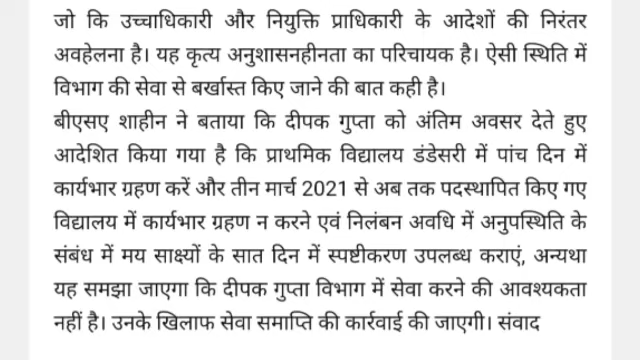 जो कि उच्चाधिकारी और नियुक्ति प्राधिकारी के आदेशों की निरंतर
अवहेलना है। यह कृत्य अनुशासनहीनता का परिचायक है। ऐसी स्थिति में
विभाग की सेवा से बर्खास्त किए जाने की बात कही है।
बीएसए शाहीन ने बताया कि दीपक गुप्ता को अंतिम अवसर देते हुए
आदेशित किया गया है कि प्राथमिक विद्यालय डंडेसरी में पांच दिन में
कार्यभार ग्रहण करें और तीन मार्च 2021 से अब तक पदस्थापित किए गए
विद्यालय में कार्यभार ग्रहण न करने एवं निलंबन अवधि में अनुपस्थिति के
संबंध में मय साक्ष्यों के सात दिन में स्पष्टीकरण उपलब्ध कराएं, अन्यथा
यह समझा जाएगा कि दीपक गुप्ता विभाग में सेवा करने की आवश्यकता
नहीं है। उनके खिलाफ सेवा समाप्ति की कार्रवाई की जाएगी। संवाद